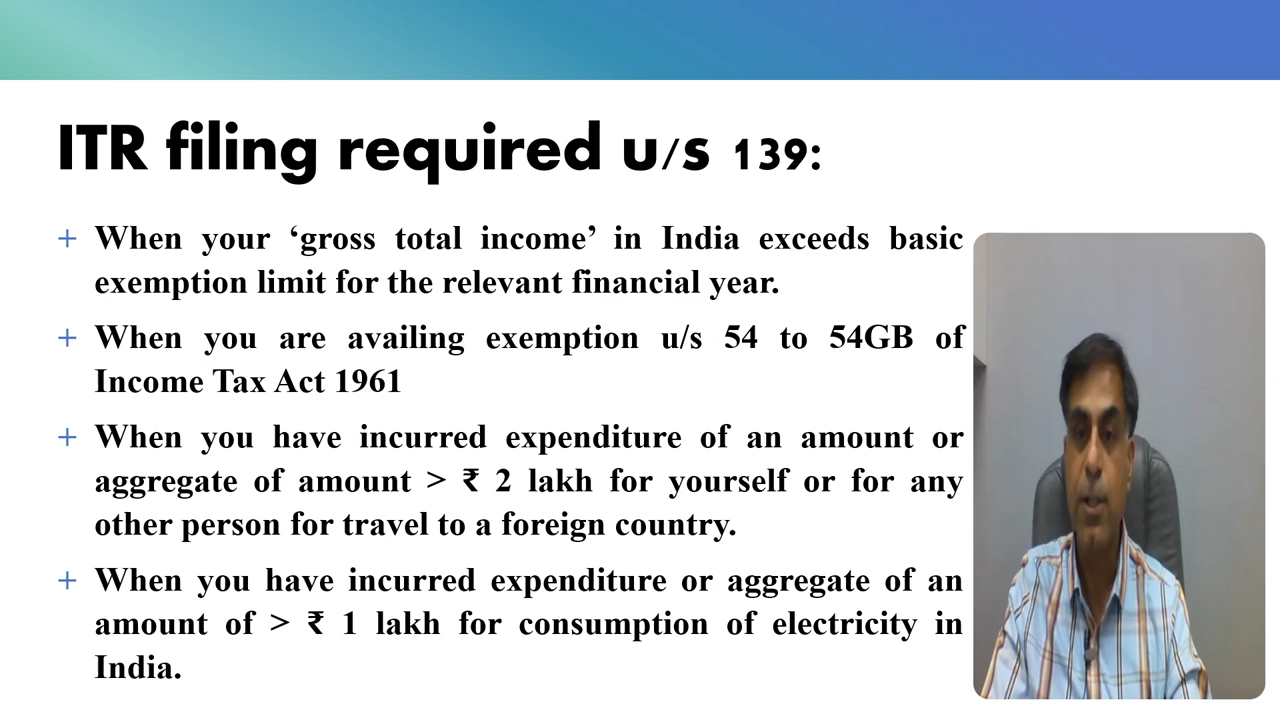 ITR filing required u/s 139:
+ When your ‘gross total income’ in India exceeds basic
exemption limit for the relevant financial year.
+ When you are availing exemption u/s 54 to 54GB of
Income Tax Act 1961
+ When you have incurred expenditure of an amount or
aggregate of amount > ₹ 2 lakh for yourself or for any
other person for travel to a foreign country.
+ When you have incurred expenditure or aggregate of an
amount of > ₹ 1 lakh for consumption of electricity in
India.